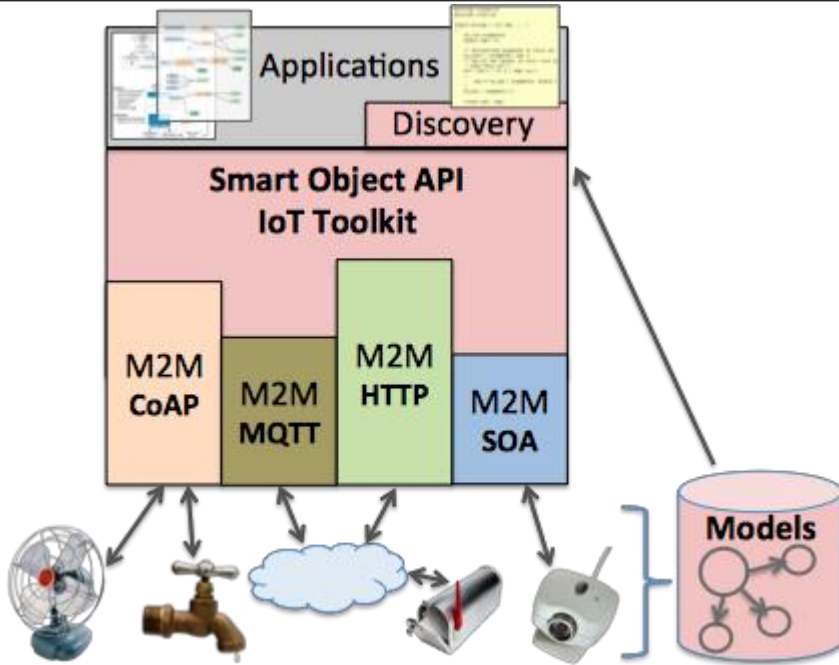 Applications
Discovery
Smart Object API
IoT Toolkit
M2M
CoAP
M2M
MQTT
M2M
HTTP
M2M
SOA
Models